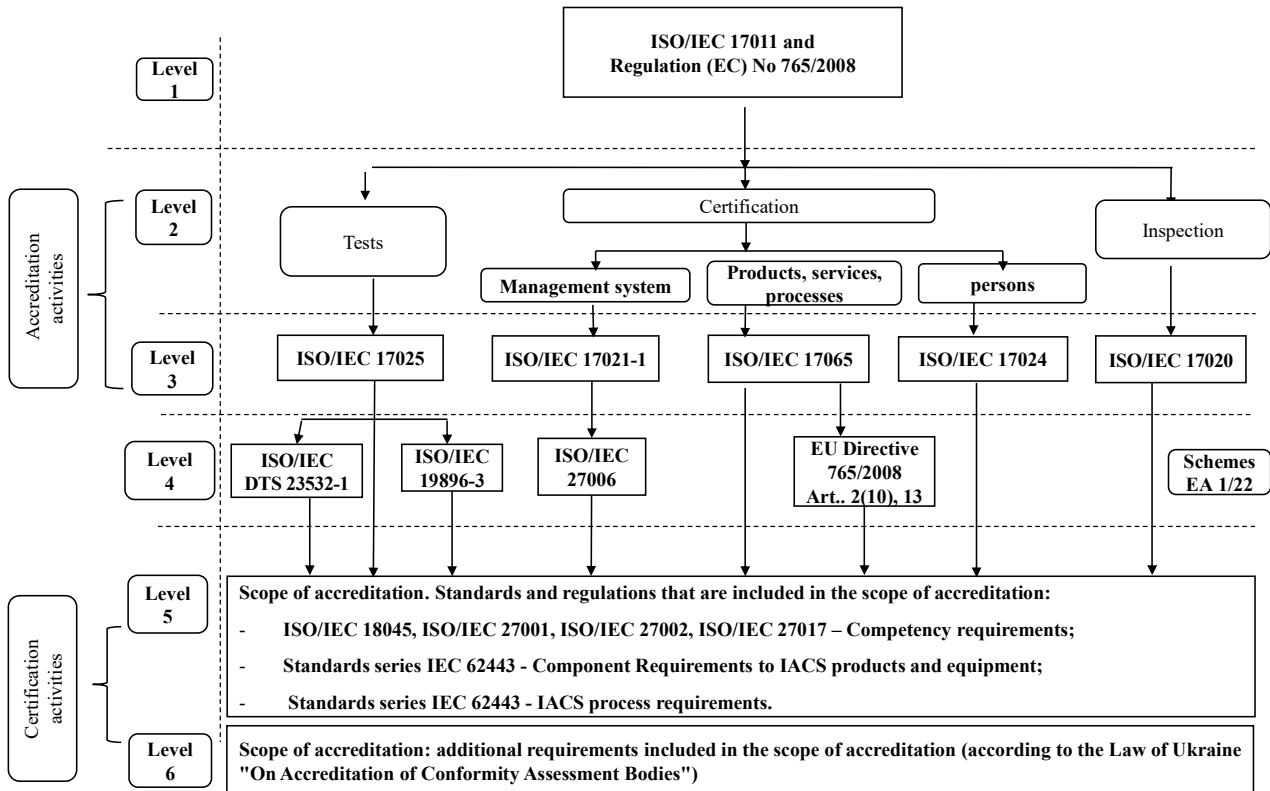 ISO/IEC 17011 and
Regulation (EC) No 765/2008
Level
1
Accreditation
activities
Level
2
Tests
Certification
Inspection
Management system
Products, services,
processes
persons
Level
3
ISO/IEC 17025
ISO/IEC 17021-1
ISO/IEC 17065
ISO/IEC 17024
ISO/IEC 17020
Level
4
ISO/IEC
DTS 23532-1
ISO/IEC
19896-3
ISO/IEC
27006
EU Directive
765/2008
Art.. 2(10), 13
Schemes
EA 1/22
Certification
activities
Level
5
Scope of accreditation. Standards and regulations that are included in the scope of accreditation:
- ISO/IEC 18045, ISO/IEC 27001, ISO/IEC 27002, ISO/IEC 27017 – Competency requirements;
- Standards series IEC 62443 - Component Requirements to IACS products and equipment;
- Standards series IEC 62443 - IACS process requirements.
Level
6
Scope of accreditation: additional requirements included in the scope of accreditation (according to the Law of Ukraine
"On Accreditation of Conformity Assessment Bodies")